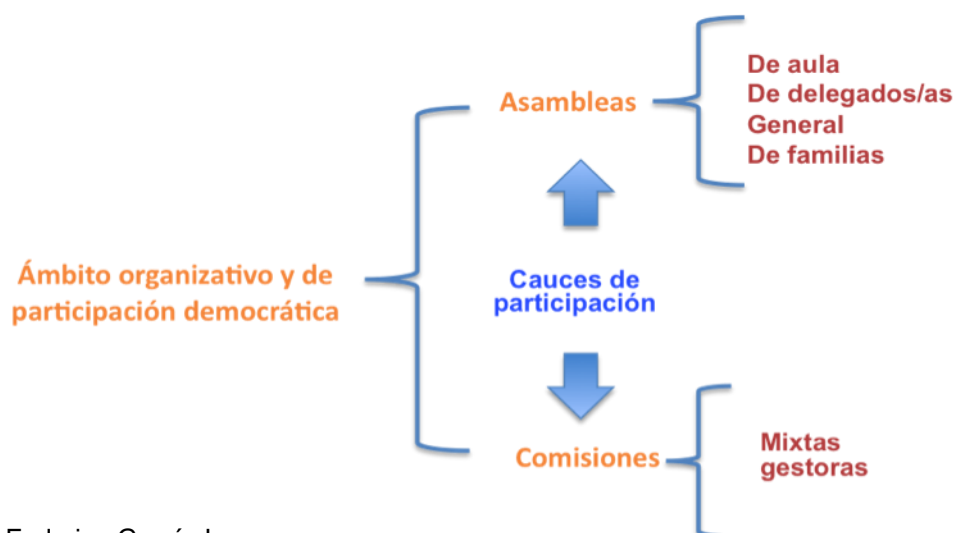 Ámbito organizativo y de
participación democrática
Asambleas
De aula
De delegados/as
General
De familias
Cauces de
participación
Comisiones
Mixtas
gestoras